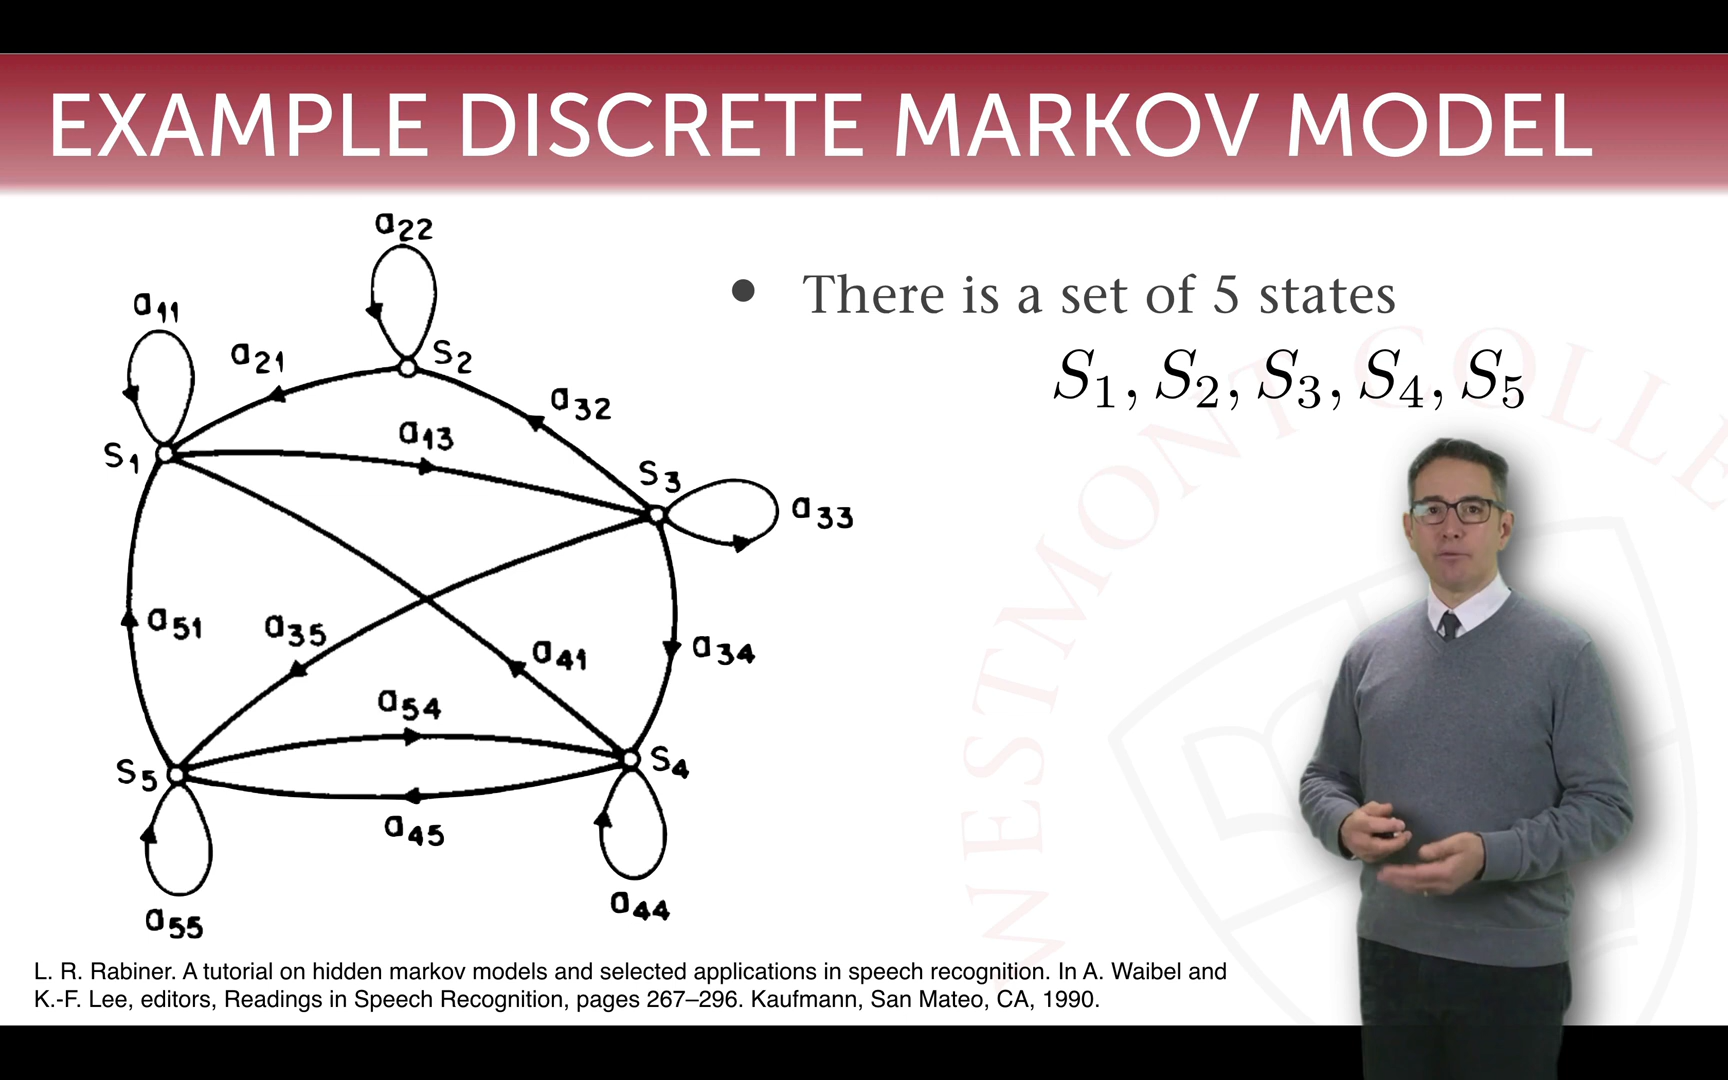 EXAMPLE DISCRETE MARKOV MODEL
a22
a11
a21
S2
a32
a13
S1
S3
a33
a51
a35
a41
a34
a54
S5
S4
a45
a44
a55
• There is a set of 5 states
S1, S2, S3, S4, S5
WESTMONT COLLE
L. R. Rabiner. A tutorial on hidden markov models and selected applications in speech recognition. In A. Waibel and
K.-F. Lee, editors, Readings in Speech Recognition, pages 267–296. Kaufmann, San Mateo, CA, 1990.